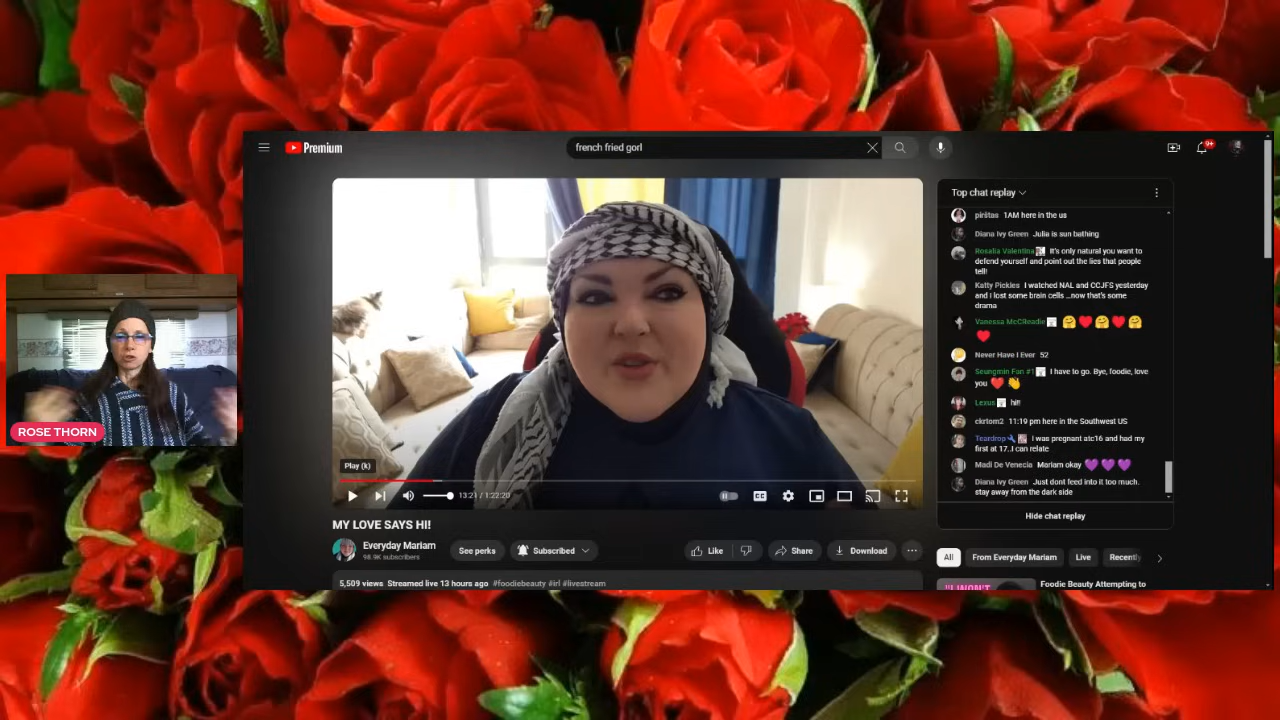 Premium
french fried gorl
9+
Top chat replay
pirštas 1AM here in the us
Diana Ivy Green Julia is sun bathing
Rosalia Valentina It's only natural you want to
defend yourself and point out the lies that people
tell!
Katty Pickles I watched NAL and CCJFS yesterday
and i lost some brain cells ...now that's some
drama
Vanessa McCReadie
Never Have I Ever 52
Seungmin Fan #1 I have to go. Bye, foodie, love
you
Lexus hi!!
ckrtom2 11:19 pm here in the Southwest US
Teardrop I was pregnant atc16 and had my
first at 17..I can relate
Madi De Venecia Mariam okay
Diana Ivy Green Just dont feed into it too much.
stay away from the dark side
Hide chat replay
ROSE THORN
Play (k)
13:21 / 1:22:20
CC
MY LOVE SAYS HI!
Everyday Mariam
98.9K subscribers
See perks
Subscribed
Like
Share
Download
5,509 views Streamed live 13 hours ago #foodiebeauty #irl #livestream
All
From Everyday Mariam
Live
Recently
Foodie Beauty Attempting to
"I WON'T